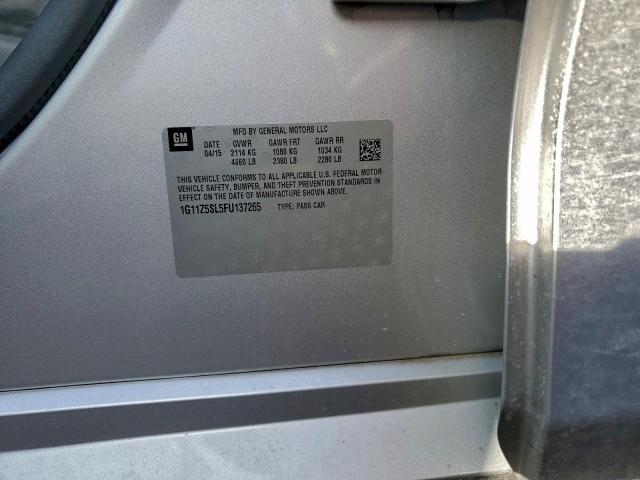 GM
MFD BY GENERAL MOTORS LLC
DATE GVWR GAWR FRT GAWR RR
04/15 2114 KG 1080 KG 1034 KG
4660 LB 2380 LB 2280 LB
THIS VEHICLE CONFORMS TO ALL APPLICABLE U.S. FEDERAL MOTOR
VEHICLE SAFETY, BUMPER, AND THEFT PREVENTION STANDARDS IN
EFFECT ON THE DATE OF MANUFACTURE SHOWN ABOVE.
1G11Z5SL5FU137265 TYPE: PASS CAR